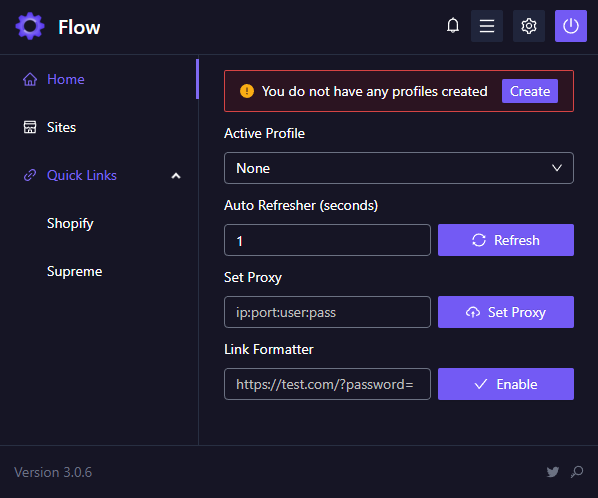 Flow
Home
Sites
Quick Links
Shopify
Supreme
You do not have any profiles created Create
Active Profile
None
Auto Refresher (seconds)
1 Refresh
Set Proxy
ip:port:user:pass Set Proxy
Link Formatter
https://test.com/?password= Enable
Version 3.0.6